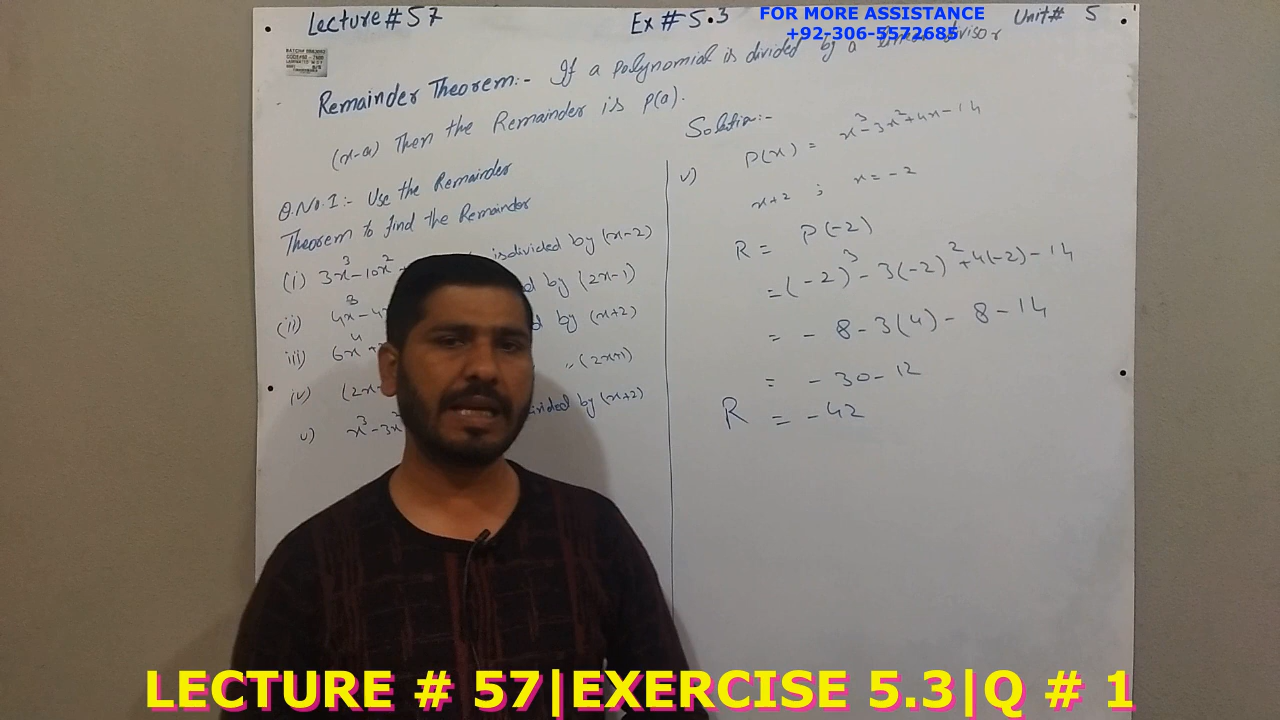 Lecture # 57 Ex # 5.3 Unit# 5
FOR MORE ASSISTANCE
+92-306-5572685
Remainder Theorem:- If a polynomial is divided by a
(x-a) Then the Remainder is p(a).
Q.No.1:- Use the Remainder
Theorem to find the Remainder
(i) 3x³-10x² is divided by (x-2)
(ii) 4x³-4x by (2x-1)
iii) 6x⁴ by (x+2)
iv) (2x- (2x+1)
v) x³-3x² divided by (x+2)
Solution:-
v) P(x) = x³-3x²+4x-14
x+2 ; x = -2
R = P(-2)
= (-2)³ - 3(-2)² + 4(-2) - 14
= - 8 - 3(4) - 8 - 14
= - 30 - 12
R = - 42
LECTURE # 57|EXERCISE 5.3|Q # 1